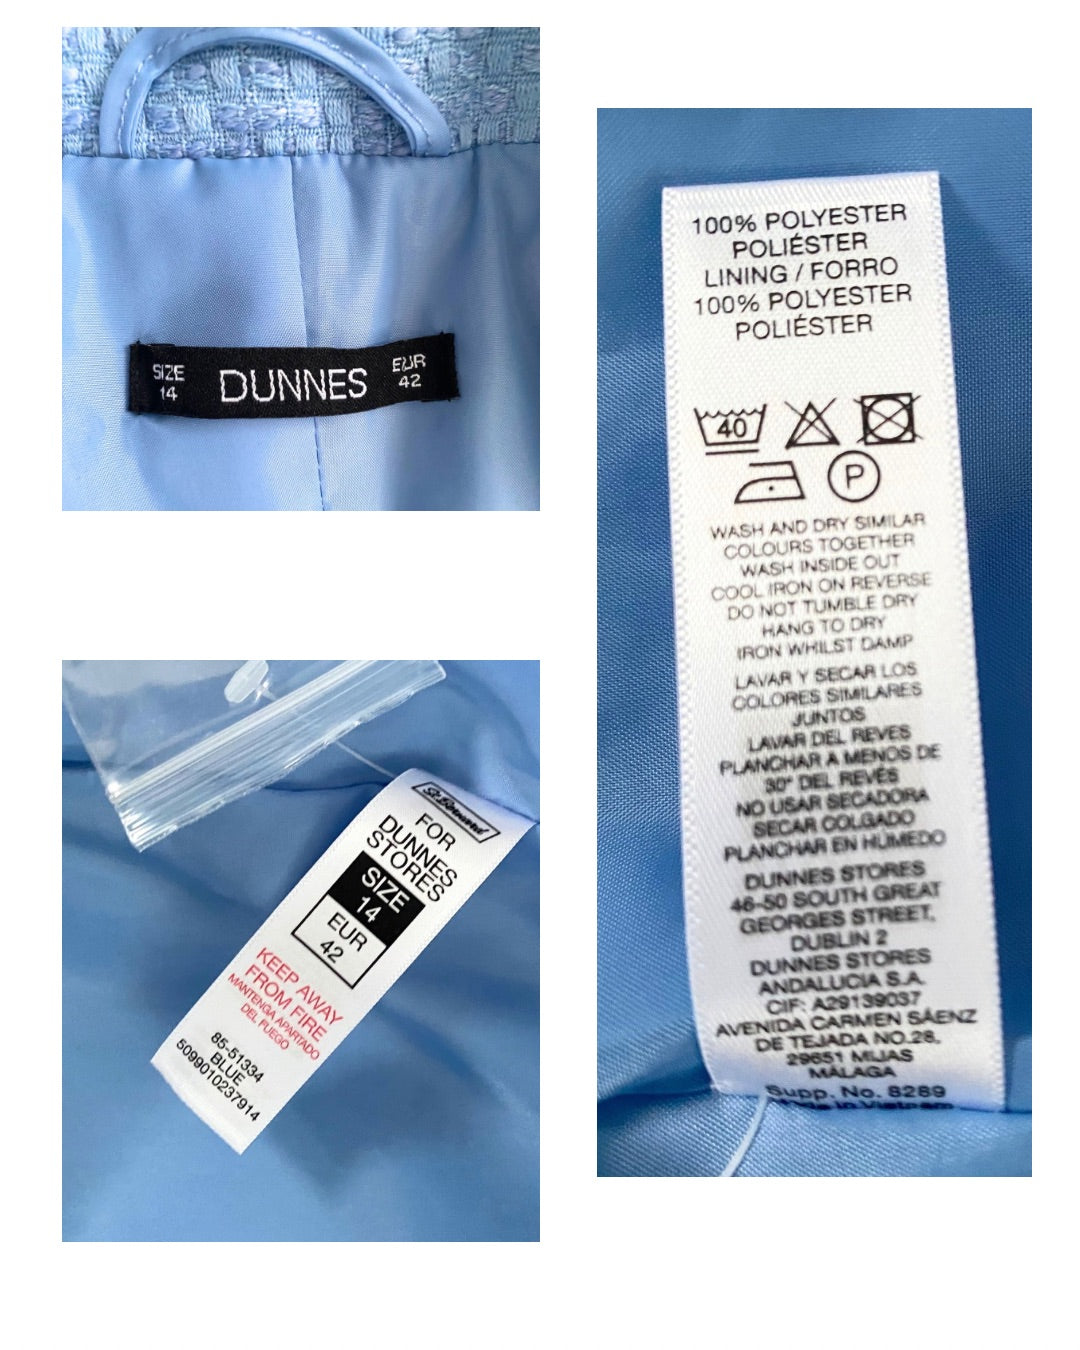 SIZE
14
DUNNES
EUR
42
St. Bernard
FOR
DUNNES
STORES
SIZE
14
EUR
42
KEEP AWAY
FROM FIRE
MANTENGA APARTADO
DEL FUEGO
85-51334
BLUE
5099010237914
100% POLYESTER
POLIÉSTER
LINING / FORRO
100% POLYESTER
POLIÉSTER
40
P
WASH AND DRY SIMILAR
COLOURS TOGETHER
WASH INSIDE OUT
COOL IRON ON REVERSE
DO NOT TUMBLE DRY
HANG TO DRY
IRON WHILST DAMP
LAVAR Y SECAR LOS
COLORES SIMILARES
JUNTOS
LAVAR DEL REVES
PLANCHAR A MENOS DE
30° DEL REVÉS
NO USAR SECADORA
SECAR COLGADO
PLANCHAR EN HÚMEDO
DUNNES STORES
46-50 SOUTH GREAT
GEORGES STREET,
DUBLIN 2
DUNNES STORES
ANDALUCIA S.A.
CIF: A29139037
AVENIDA CARMEN SÁENZ
DE TEJADA NO.28,
29651 MIJAS
MÁLAGA
Supp. No. 8289
Made in Vietnam